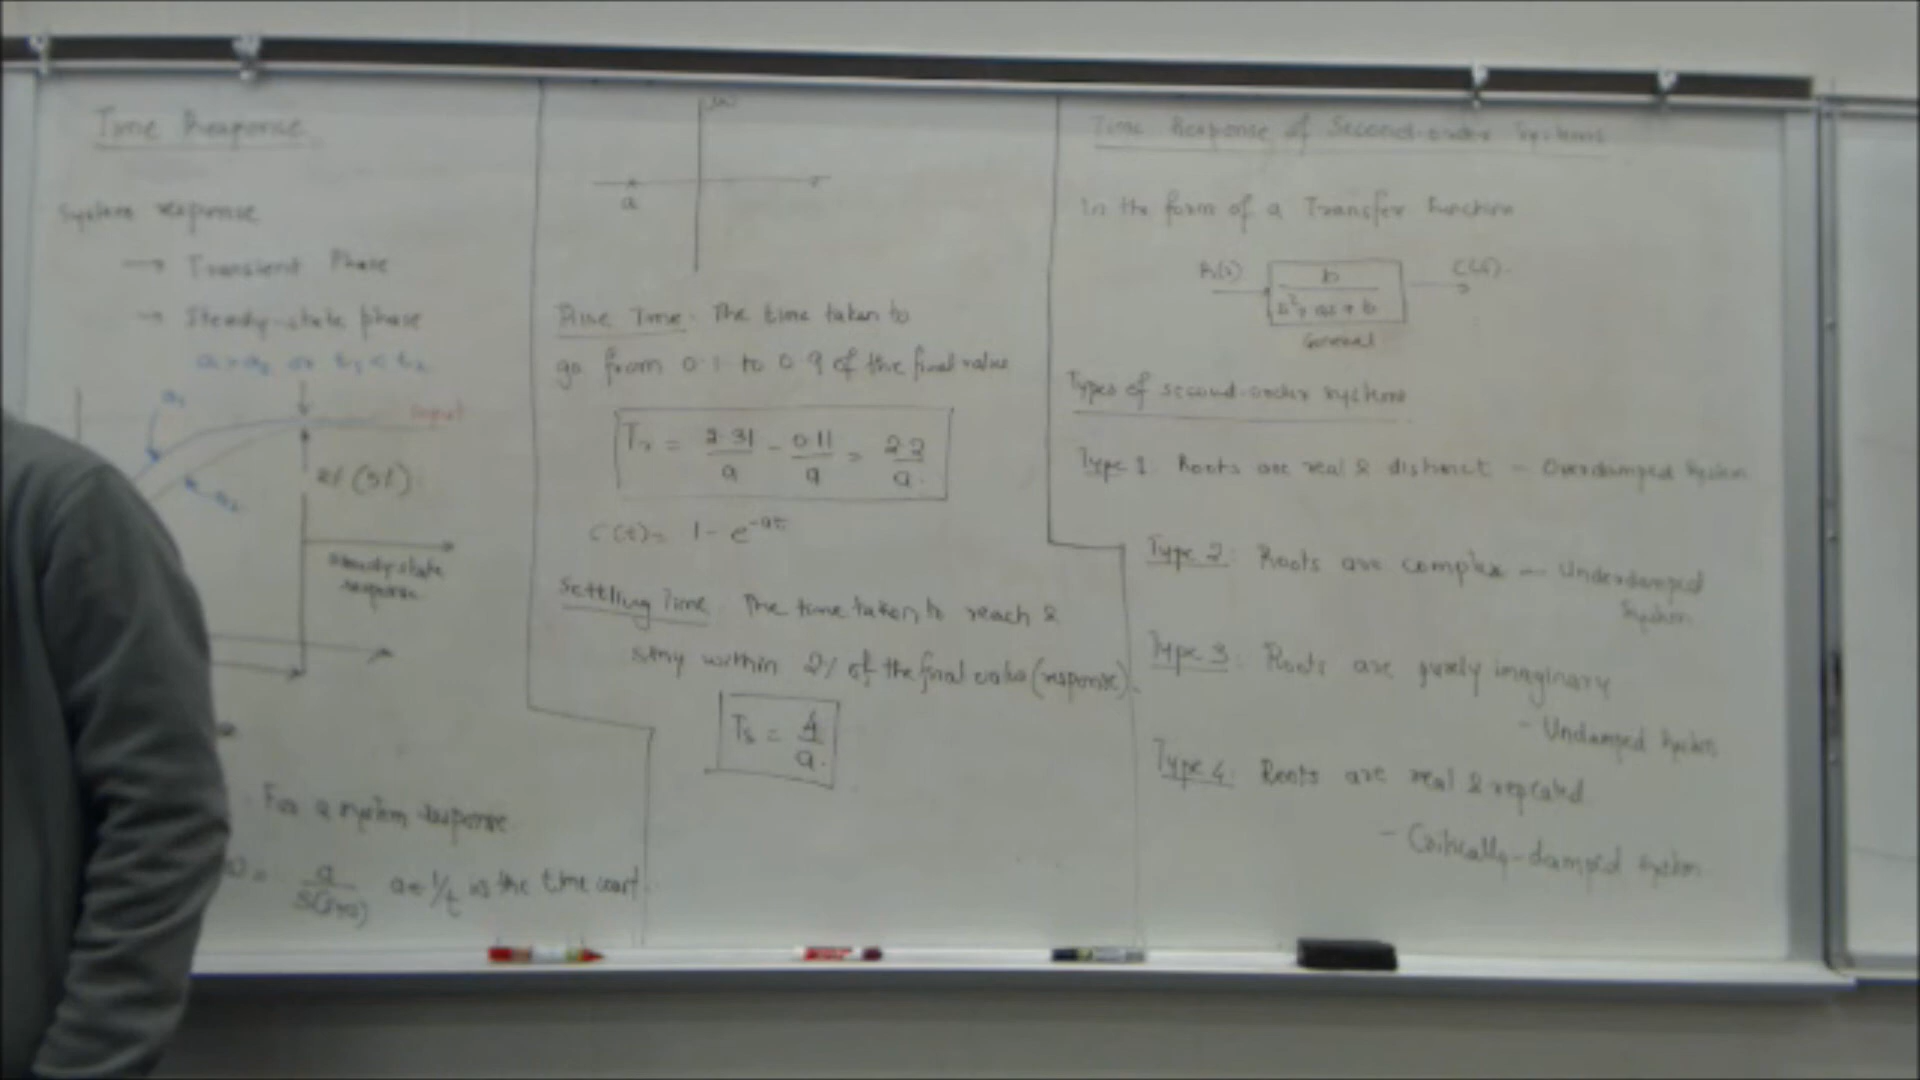 Time Response
System response
→ Transient Phase
→ Steady-state phase
a₁ > a₂ or t₁ < t₂
a₁
input
a₂
2% (5%)
steady-state
response
For a system response
= a / s(s+a) a = 1/t is the time const.
jω
a
Rise Time: The time taken to
go from 0.1 to 0.9 of the final value
Tr = 2.31/a - 0.11/a = 2.2/a
c(t) = 1 - e^-at
Settling Time: The time taken to reach &
stay within 2% of the final value (response).
Ts = 4/a
Time Response of Second-order Systems
In the form of a Transfer Function
R(s) b / s²+as+b C(s)
General
Types of second-order systems
Type 1: Roots are real & distinct - Overdamped System
Type 2: Roots are complex - Underdamped
System
Type 3: Roots are purely imaginary
- Undamped System
Type 4: Roots are real & repeated
- Critically-damped System